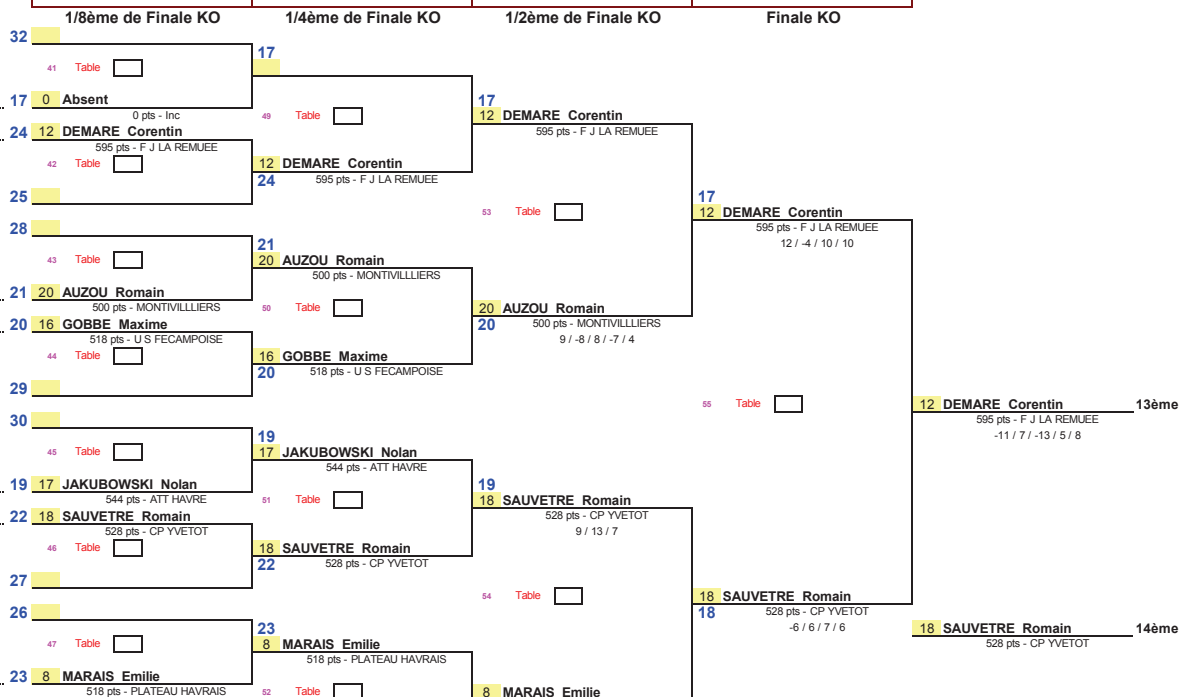 1/8ème de Finale KO 1/4ème de Finale KO 1/2ème de Finale KO Finale KO
32
17
41 Table
17 0 Absent
0 pts - Inc
49 Table
17
12 DEMARE Corentin
595 pts - F J LA REMUEE
24 12 DEMARE Corentin
595 pts - F J LA REMUEE
42 Table
12 DEMARE Corentin
24 595 pts - F J LA REMUEE
25
17
53 Table
12 DEMARE Corentin
595 pts - F J LA REMUEE
12 / -4 / 10 / 10
28
21
43 Table
20 AUZOU Romain
500 pts - MONTIVILLLIERS
21 20 AUZOU Romain
500 pts - MONTIVILLLIERS
50 Table
20 AUZOU Romain
20 500 pts - MONTIVILLLIERS
9 / -8 / 8 / -7 / 4
20 16 GOBBE Maxime
518 pts - U S FECAMPOISE
44 Table
16 GOBBE Maxime
20 518 pts - U S FECAMPOISE
29
55 Table
12 DEMARE Corentin 13ème
595 pts - F J LA REMUEE
-11 / 7 / -13 / 5 / 8
30
19
45 Table
17 JAKUBOWSKI Nolan
544 pts - ATT HAVRE
19 17 JAKUBOWSKI Nolan
544 pts - ATT HAVRE
51 Table
19
18 SAUVETRE Romain
528 pts - CP YVETOT
9 / 13 / 7
22 18 SAUVETRE Romain
528 pts - CP YVETOT
46 Table
18 SAUVETRE Romain
22 528 pts - CP YVETOT
27
54 Table
18 SAUVETRE Romain
18 528 pts - CP YVETOT
-6 / 6 / 7 / 6
18 SAUVETRE Romain 14ème
528 pts - CP YVETOT
26
23
47 Table
8 MARAIS Emilie
518 pts - PLATEAU HAVRAIS
23 8 MARAIS Emilie
518 pts - PLATEAU HAVRAIS
52 Table
8 MARAIS Emilie